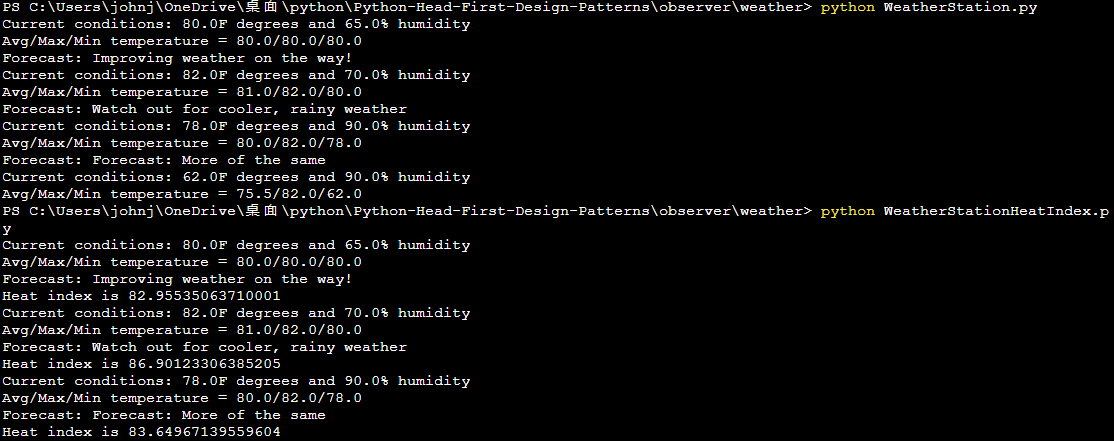 PS C:\Users\johnj\OneDrive\桌面\python\Python-Head-First-Design-Patterns\observer\weather> python WeatherStation.py
Current conditions: 80.0F degrees and 65.0% humidity
Avg/Max/Min temperature = 80.0/80.0/80.0
Forecast: Improving weather on the way!
Current conditions: 82.0F degrees and 70.0% humidity
Avg/Max/Min temperature = 81.0/82.0/80.0
Forecast: Watch out for cooler, rainy weather
Current conditions: 78.0F degrees and 90.0% humidity
Avg/Max/Min temperature = 80.0/82.0/78.0
Forecast: Forecast: More of the same
Current conditions: 62.0F degrees and 90.0% humidity
Avg/Max/Min temperature = 75.5/82.0/62.0
PS C:\Users\johnj\OneDrive\桌面\python\Python-Head-First-Design-Patterns\observer\weather> python WeatherStationHeatIndex.p
y
Current conditions: 80.0F degrees and 65.0% humidity
Avg/Max/Min temperature = 80.0/80.0/80.0
Forecast: Improving weather on the way!
Heat index is 82.95535063710001
Current conditions: 82.0F degrees and 70.0% humidity
Avg/Max/Min temperature = 81.0/82.0/80.0
Forecast: Watch out for cooler, rainy weather
Heat index is 86.90123306385205
Current conditions: 78.0F degrees and 90.0% humidity
Avg/Max/Min temperature = 80.0/82.0/78.0
Forecast: Forecast: More of the same
Heat index is 83.64967139559604